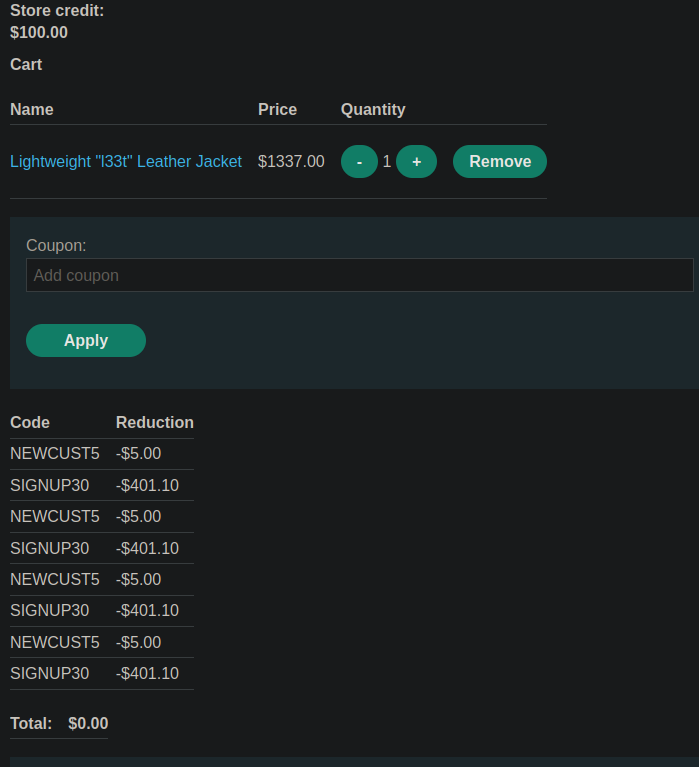 Store credit:
$100.00
Cart
Name Price Quantity
Lightweight "l33t" Leather Jacket $1337.00 - 1 + Remove
Coupon:
Add coupon
Apply
Code Reduction
NEWCUST5 -$5.00
SIGNUP30 -$401.10
NEWCUST5 -$5.00
SIGNUP30 -$401.10
NEWCUST5 -$5.00
SIGNUP30 -$401.10
NEWCUST5 -$5.00
SIGNUP30 -$401.10
Total: $0.00